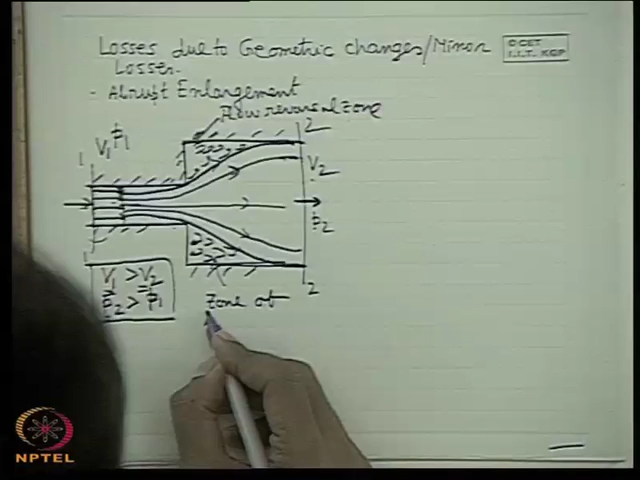 Losses due to Geometric changes/Minor
Losses.
- Abrupt Enlargement
Flow reversal Zone
1 V1 p1 2
V2
p2
1
V1 > V2
p2 > p1
2
Zone of
© CET
I.I.T. KGP
NPTEL